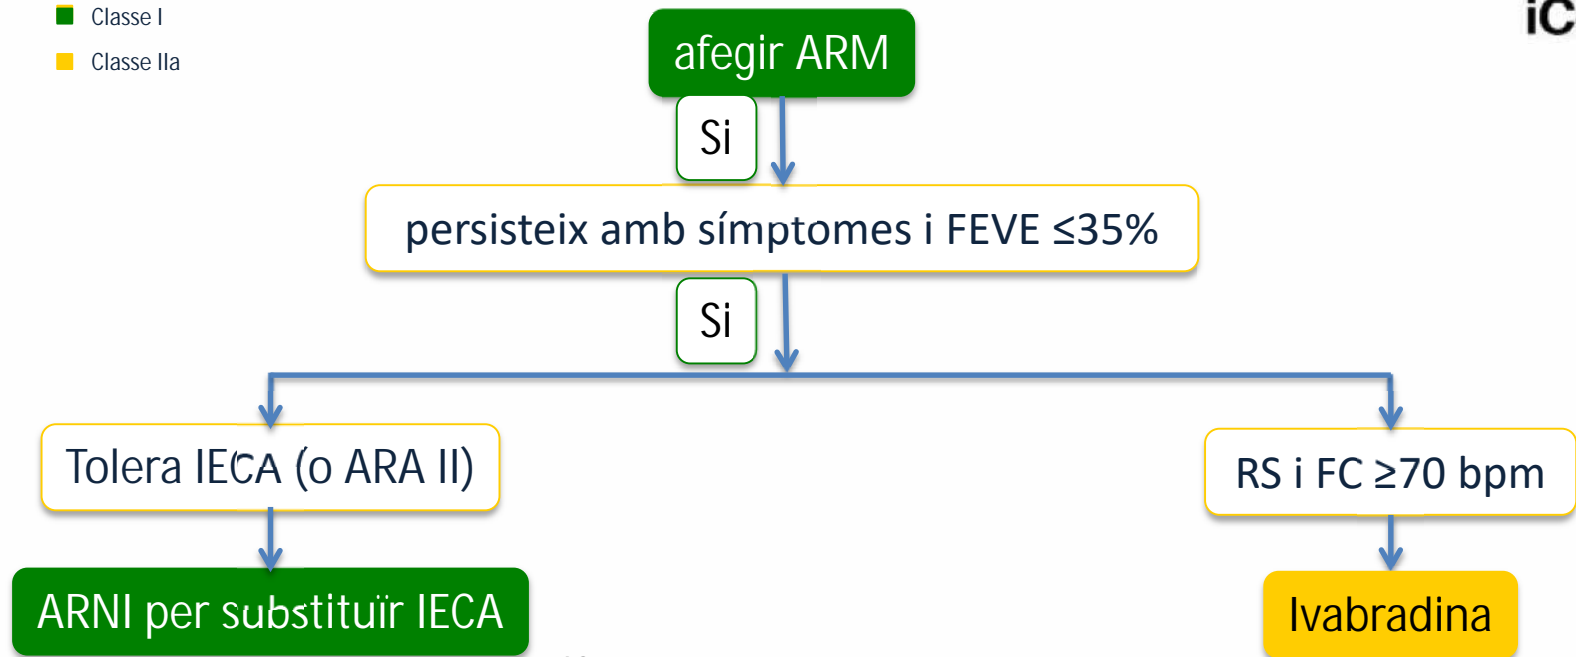 Classe I
Classe IIa
iC
afegir ARM
Si
persisteix amb símptomes i FEVE ≤35%
Si
Tolera IECA (o ARA II)
RS i FC ≥70 bpm
ARNI per substituïr IECA
Ivabradina